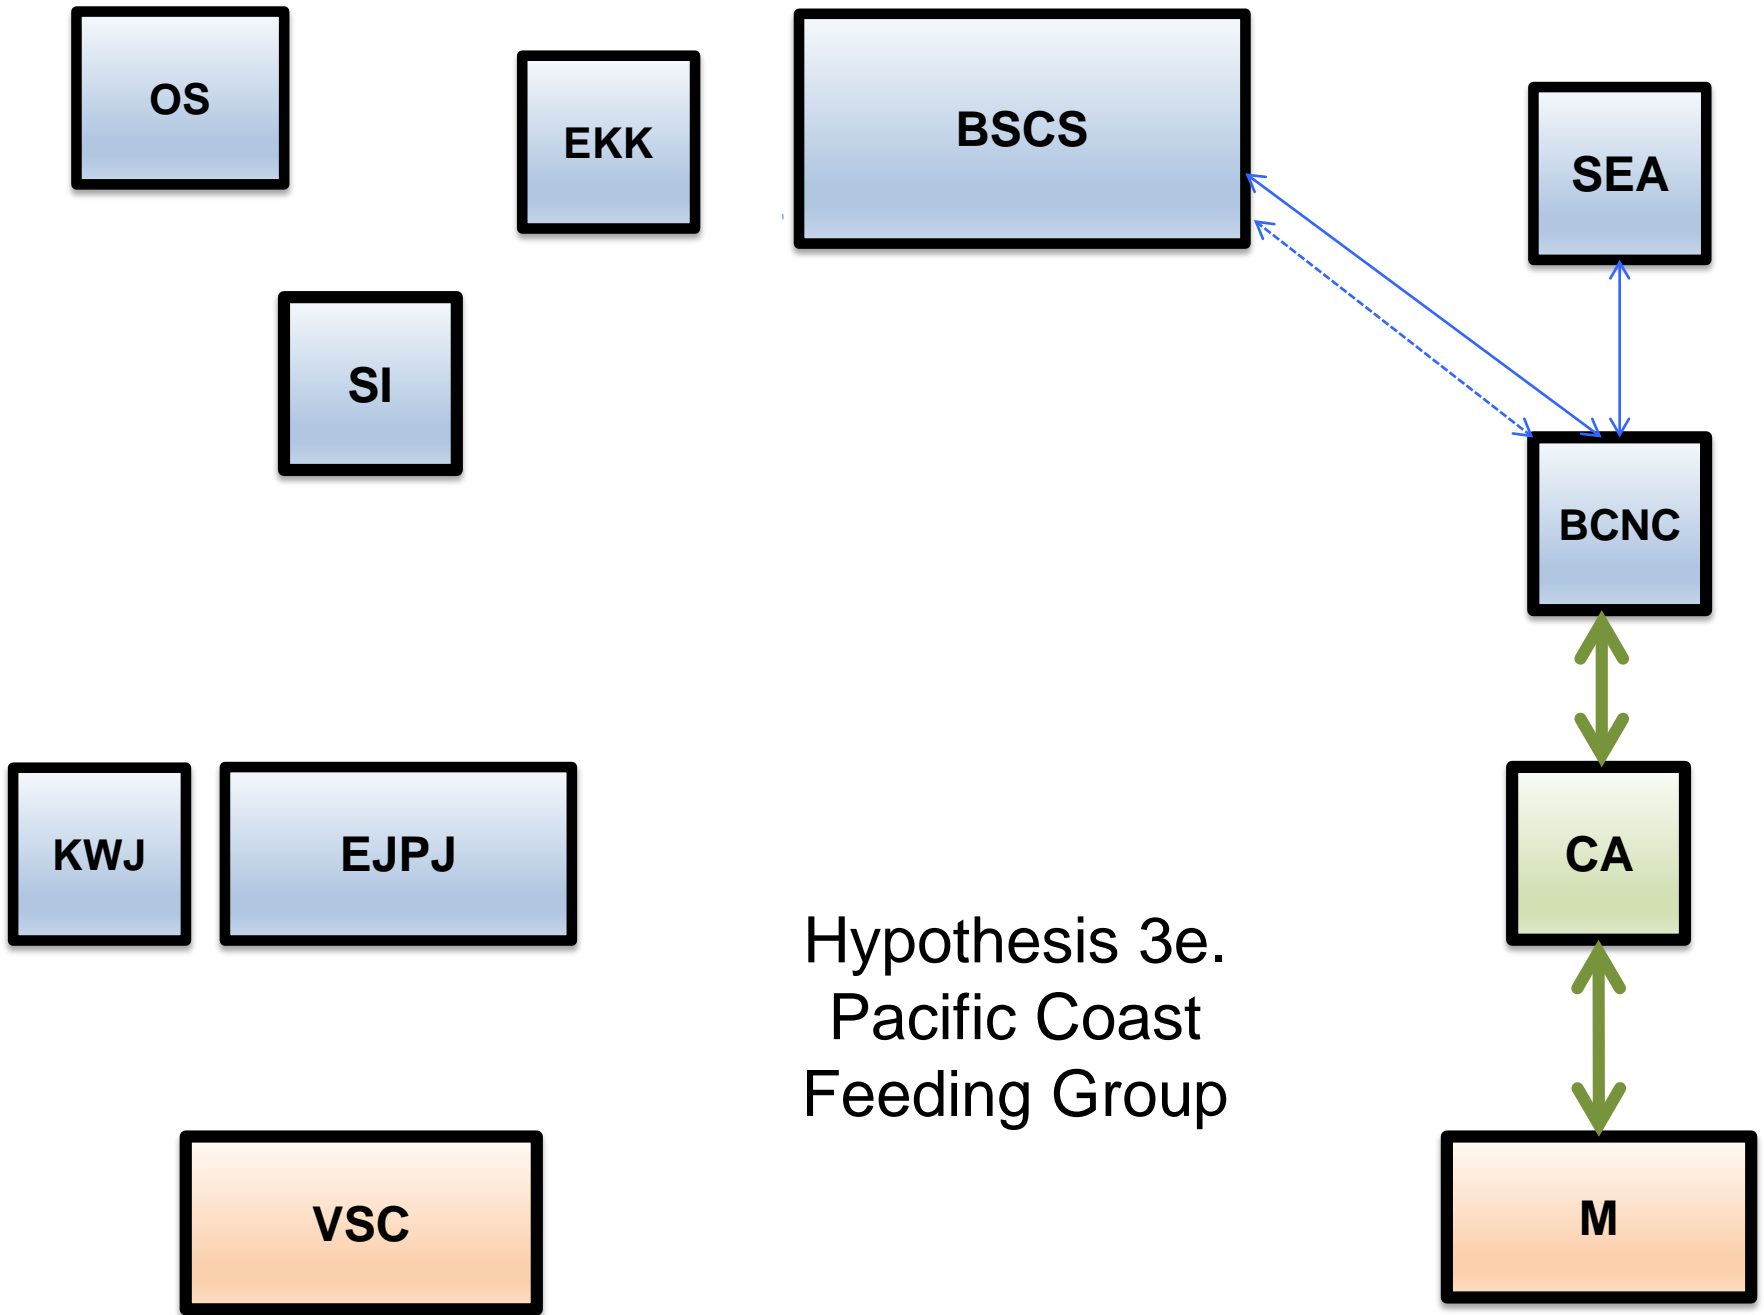 OS
EKK
BSCS
SEA
SI
BCNC
KWJ
EJPJ
CA
Hypothesis 3e.
Pacific Coast
Feeding Group
VSC
M